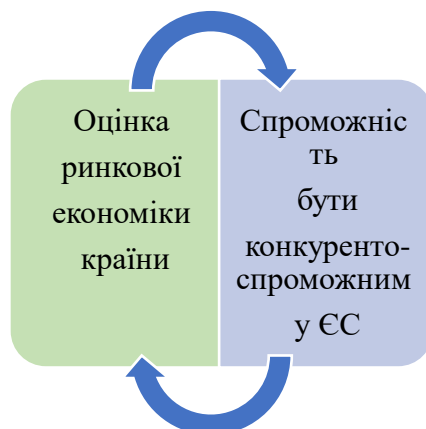 Оцінка
ринкової
економіки
країни
Спроможніс
ть
бути
конкуренто-
спроможним
у ЄС